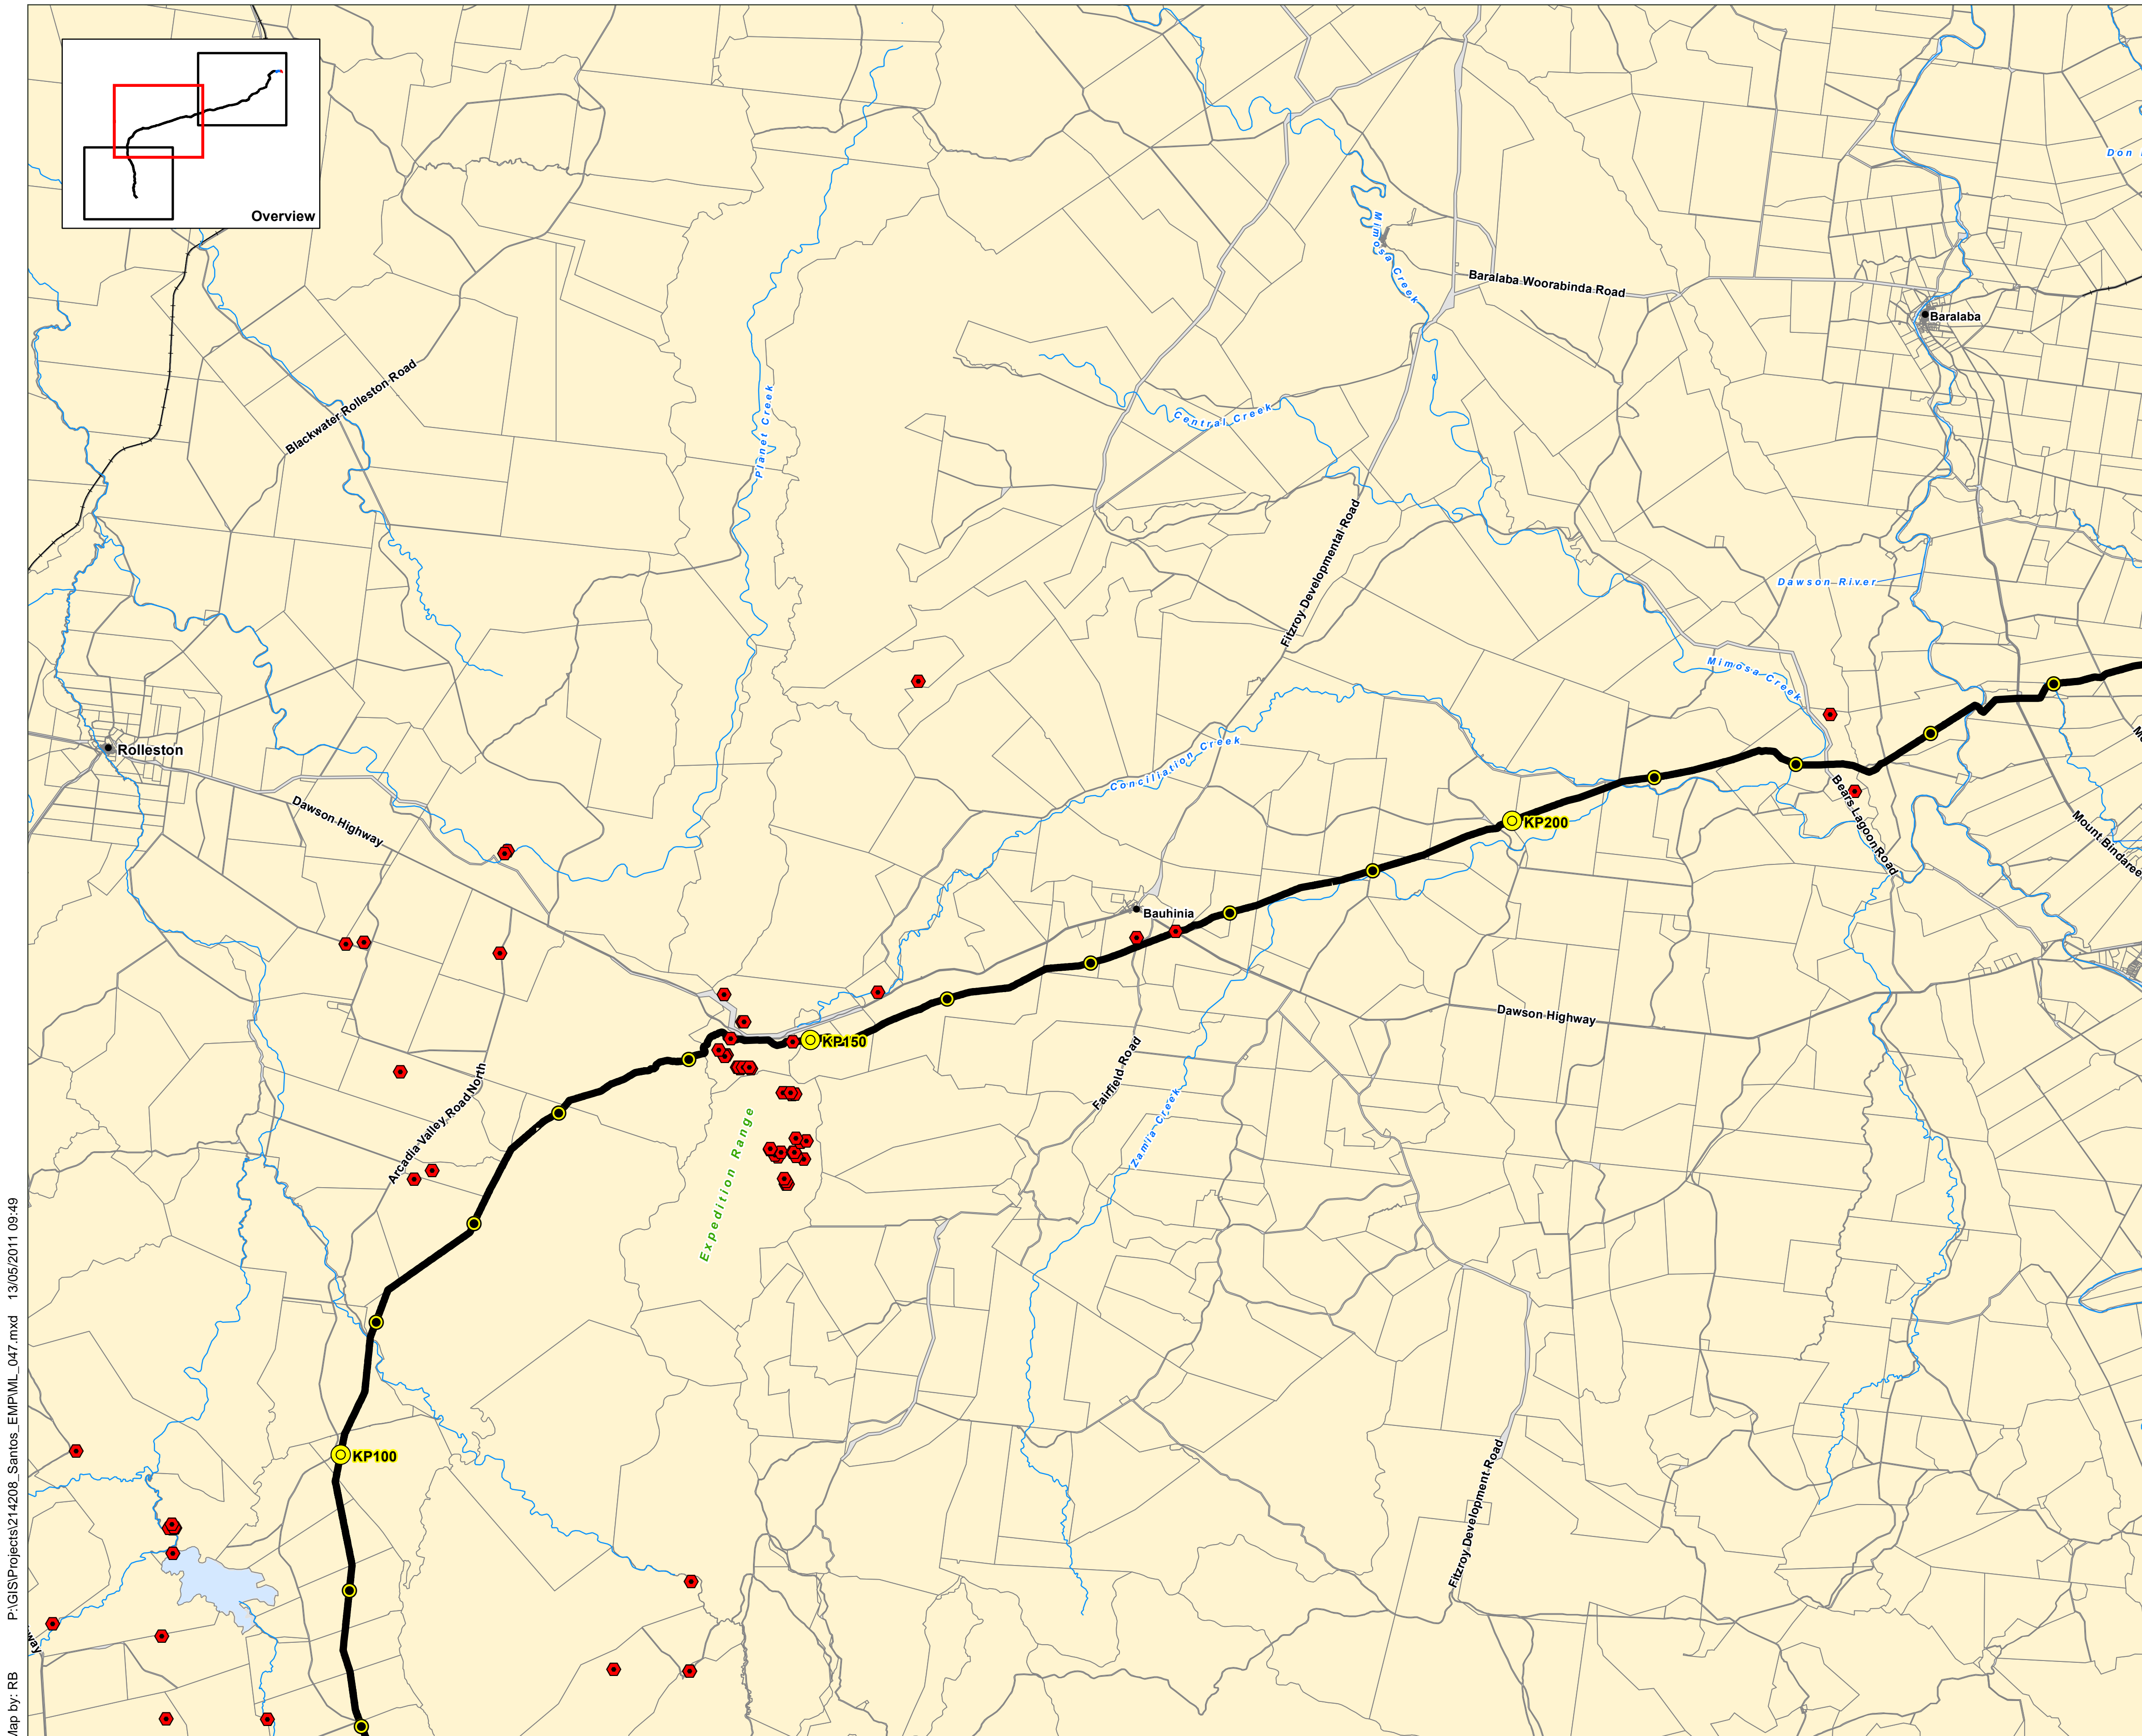 Overview
Don
Mimosa Creek
Baralaba Woorabinda Road
Baralaba
Blackwater Rolleston Road
Planet Creek
Central Creek
Fitzroy Developmental Road
Dawson River
Mimosa Creek
Rolleston
Conciliation Creek
Dawson Highway
KP200
Bears Lagoon Road
Mount Bindaree
Bauhinia
Dawson Highway
KP150
Fairfield Road
Arcadia Valley Road North
Zamia Creek
Expedition Range
KP100
Fitzroy Development Road
way
Map by: RB P:\GIS\Projects\214208_Santos_EMP\ML_047.mxd 13/05/2011 09:49